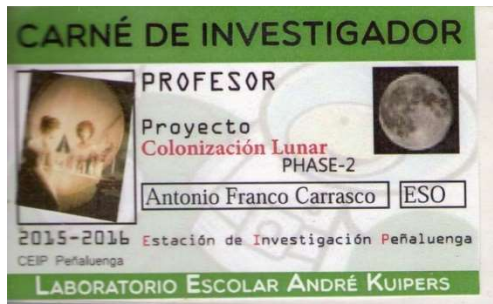 CARNÉ DE INVESTIGADOR
PROFESOR
Proyecto
Colonización Lunar
PHASE-2
Antonio Franco Carrasco ESO
2015-2016 Estación de Investigación Peñaluenga
CEIP Peñaluenga
LABORATORIO ESCOLAR ANDRÉ KUIPERS